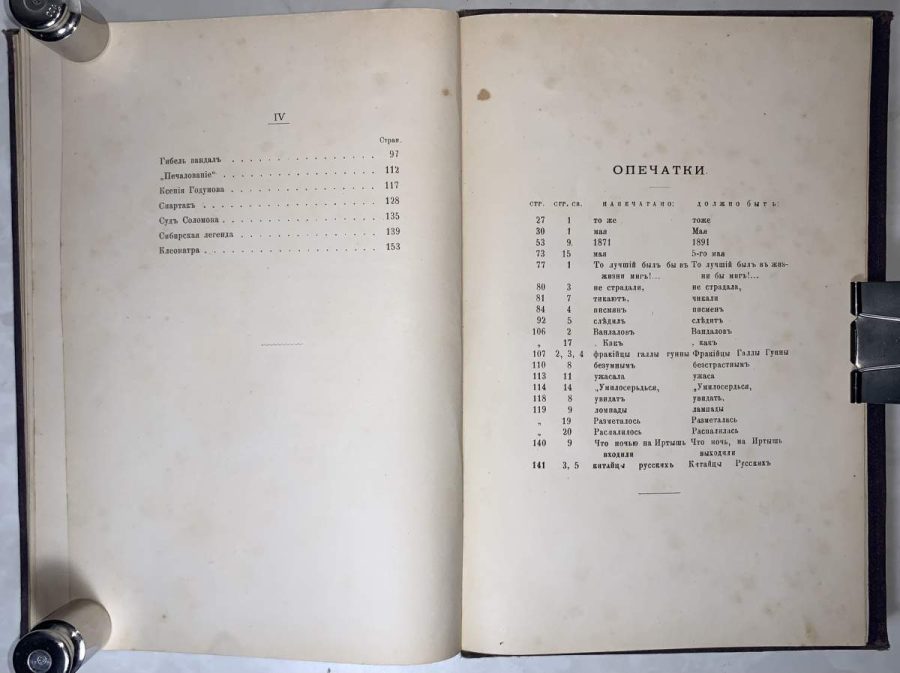 IV
Стран.
Гибель вандалъ . . . . . . . . . . . . . . . . 97
„Печалованіе“ . . . . . . . . . . . . . . . . 112
Ксенія Годунова . . . . . . . . . . . . . . . 117
Спартакъ . . . . . . . . . . . . . . . . . . 128
Судъ Соломона . . . . . . . . . . . . . . . . 135
Сибирская легенда . . . . . . . . . . . . . . 139
Клеопатра . . . . . . . . . . . . . . . . . . 153
ОПЕЧАТКИ.
СТР. СТР. СВ. НАПЕЧАТАНО: ДОЛЖНО БЫТЬ:
27 1 то же тоже
30 1 мая Мая
53 9. 1871 1891
73 15 мая 5-го мая
77 1 То лучшій былъ бы въ То лучшій былъ въ жиз-
жизни мигъ!... ни бы мигъ!...
80 3 не страдали. не страдала,
81 7 тикаютъ. чикали
84 4 писмянъ писменъ
92 5 слѣдилъ слѣдитъ
106 2 Ванлаловъ Вандаловъ
„ 17 . Какъ , какъ
107 2, 3, 4 фракійцы галлы гунны Фракійцы Галлы Гунны
110 8 безумнымъ безстрастнымъ
113 11 ужасала ужаса
114 14 „Умилосерьдься, „Умилосердься,
118 8 увидатъ увидятъ.
119 9 ломпады лампады
„ 19 Разметолось Разметалась
„ 20 Распалилось Распалилась
140 9 Что ночью на Иртышъ Что ночь, на Иртышъ
входили выходили
141 3, 5 китайцы русскихъ Китайцы Русскихъ